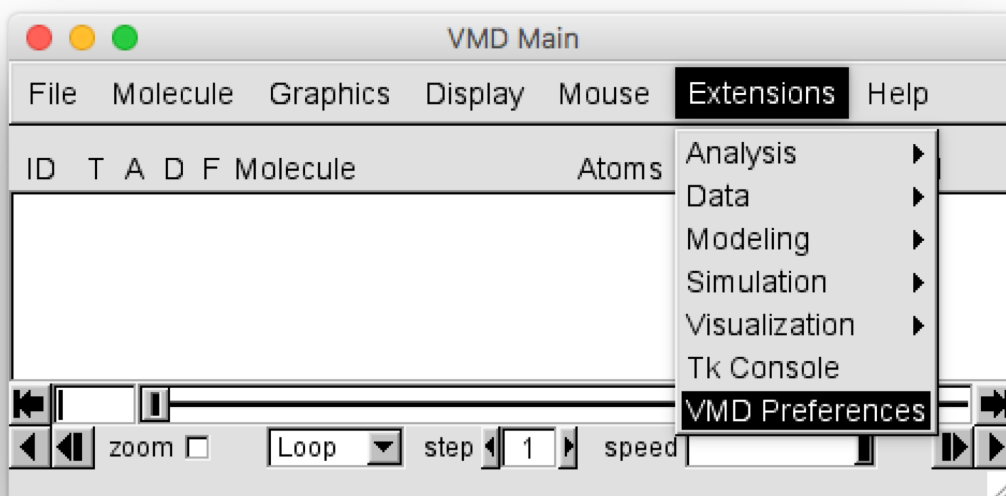 VMD Main
File Molecule Graphics Display Mouse Extensions Help
ID T A D F Molecule Atoms
Analysis
Data
Modeling
Simulation
Visualization
Tk Console
VMD Preferences
zoom Loop step 1 speed